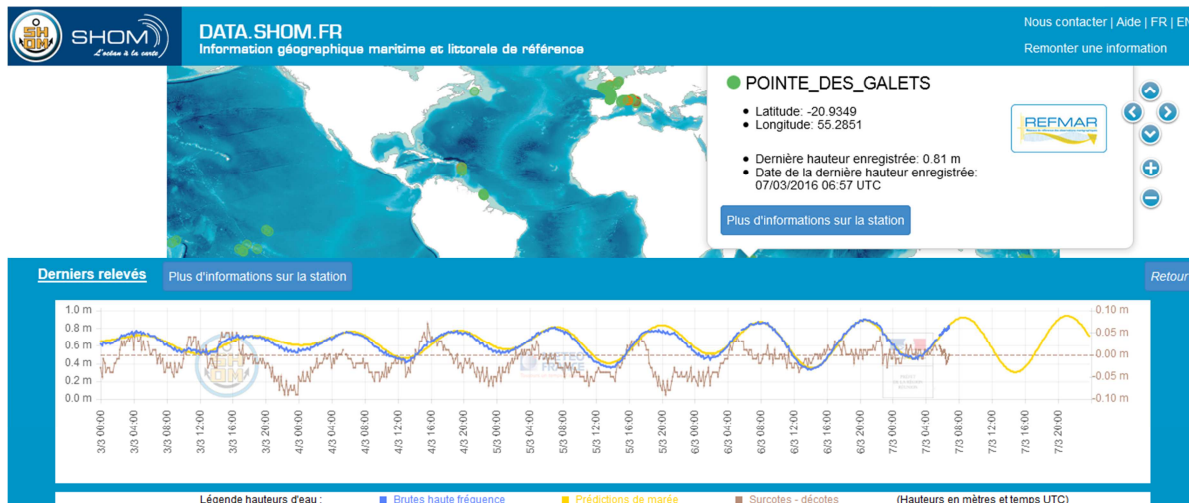 SHOM
L'océan à la carte
DATA.SHOM.FR
Information géographique maritime et littorale de référence
Nous contacter | Aide | FR | EN
Remonter une information
POINTE_DES_GALETS
Latitude: -20.9349
Longitude: 55.2851
REFMAR
Dernière hauteur enregistrée: 0.81 m
Date de la dernière hauteur enregistrée:
07/03/2016 06:57 UTC
Plus d'informations sur la station
Derniers relevés
Plus d'informations sur la station
Retour
1.0 m
0.8 m
0.6 m
0.4 m
0.2 m
0.0 m
0.10 m
0.05 m
0.00 m
-0.05 m
-0.10 m
METEO
FRANCE
3/3 00:00
3/3 04:00
3/3 08:00
3/3 12:00
3/3 16:00
3/3 20:00
4/3 00:00
4/3 04:00
4/3 08:00
4/3 12:00
4/3 16:00
4/3 20:00
5/3 00:00
5/3 04:00
5/3 08:00
5/3 12:00
5/3 16:00
5/3 20:00
6/3 00:00
6/3 04:00
6/3 08:00
6/3 12:00
6/3 16:00
6/3 20:00
7/3 00:00
7/3 04:00
7/3 08:00
7/3 12:00
7/3 16:00
7/3 20:00
Légende hauteurs d'eau :
Brutes haute fréquence
Prédictions de marée
Surcotes - décotes
(Hauteurs en mètres et temps UTC)